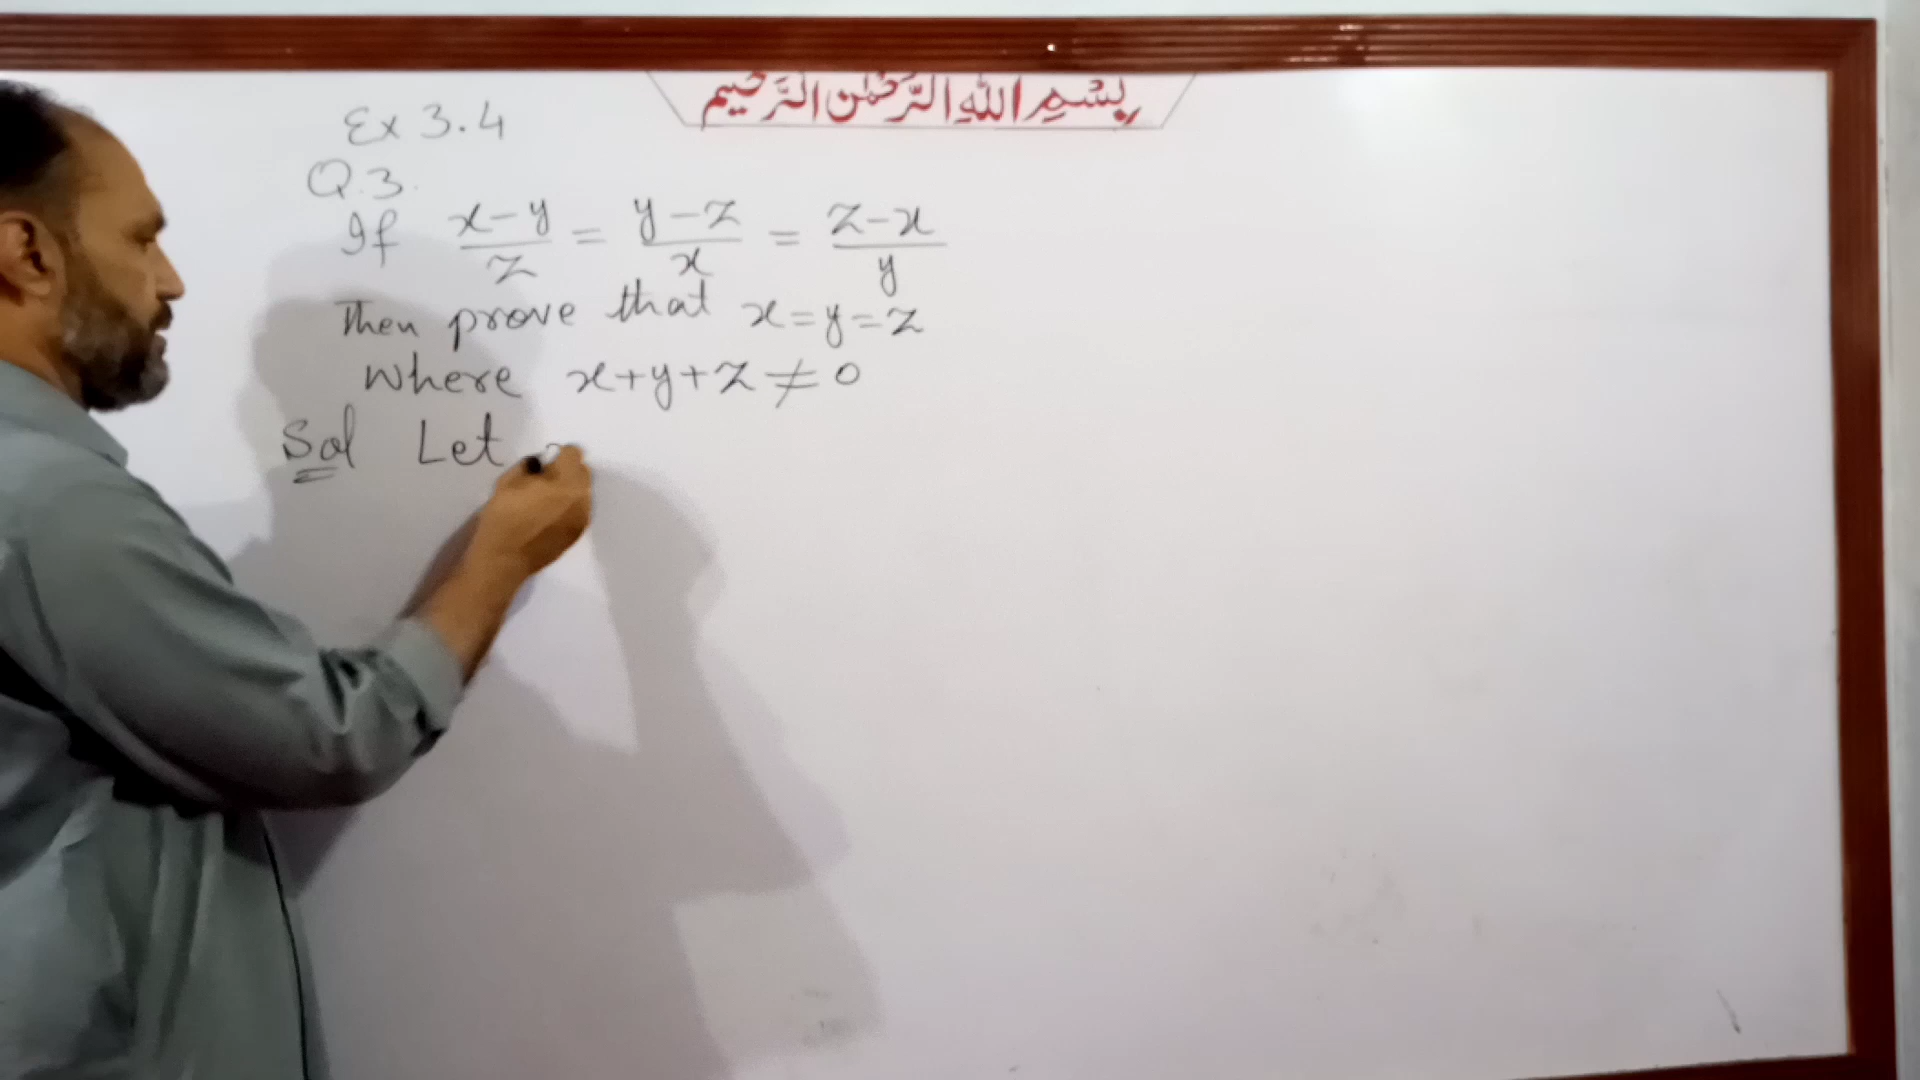 بسم الله الرحمن الرحيم
Ex 3.4
Q.3.
If x-y/z = y-z/x = z-x/y
Then prove that x=y=z
where x+y+z≠0
Sol Let